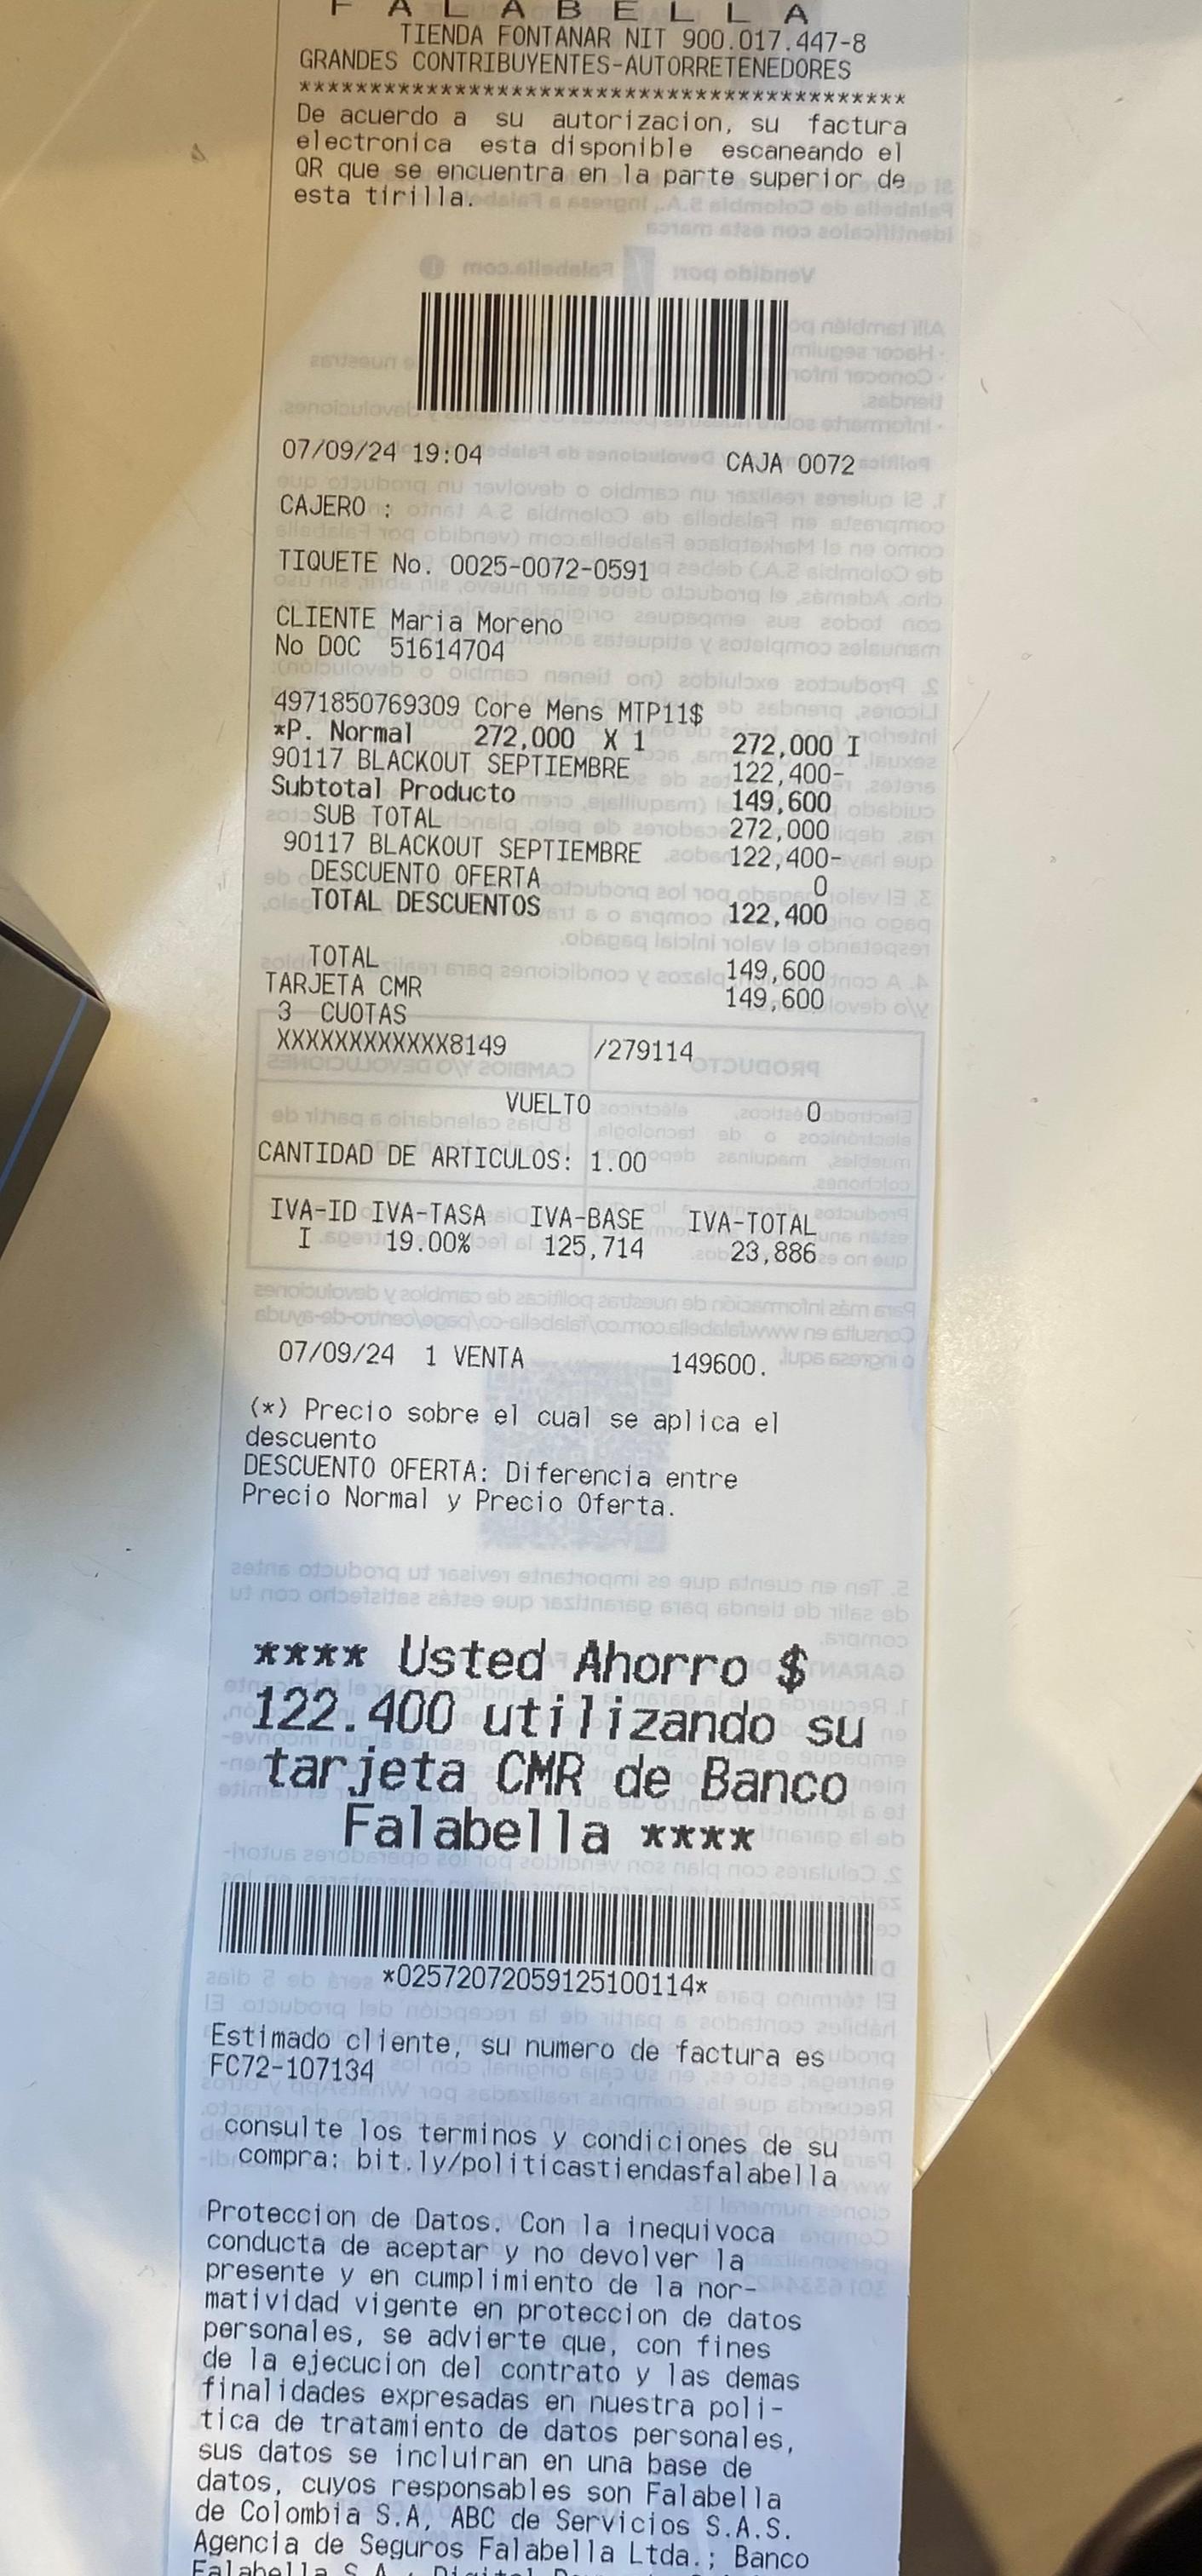 FALABELLA
TIENDA FONTANAR NIT 900.017.447-8
GRANDES CONTRIBUYENTES-AUTORRETENEDORES
*******************************************
De acuerdo a su autorizacion, su factura
electronica esta disponible escaneando el
QR que se encuentra en la parte superior de
esta tirilla.
07/09/24 19:04 CAJA 0072
CAJERO :
TIQUETE No. 0025-0072-0591
CLIENTE Maria Moreno
No DOC 51614704
4971850769309 Core Mens MTP11$
*P. Normal 272,000 X 1 272,000 I
90117 BLACKOUT SEPTIEMBRE 122,400-
Subtotal Producto 149,600
SUB TOTAL 272,000
90117 BLACKOUT SEPTIEMBRE 122,400-
DESCUENTO OFERTA 0
TOTAL DESCUENTOS 122,400
TOTAL 149,600
TARJETA CMR 149,600
3 CUOTAS
XXXXXXXXXXXX8149 /279114
VUELTO 0
CANTIDAD DE ARTICULOS: 1.00
IVA-ID IVA-TASA IVA-BASE IVA-TOTAL
I 19.00% 125,714 23,886
07/09/24 1 VENTA 149600.
(*) Precio sobre el cual se aplica el
descuento
DESCUENTO OFERTA: Diferencia entre
Precio Normal y Precio Oferta.
**** Usted Ahorro $
122.400 utilizando su
tarjeta CMR de Banco
Falabella ****
*02572072059125100114*
Estimado cliente, su numero de factura es
FC72-107134
consulte los terminos y condiciones de su
compra: bit.ly/politicastiendasfalabella
Proteccion de Datos. Con la inequivoca
conducta de aceptar y no devolver la
presente y en cumplimiento de la nor-
matividad vigente en proteccion de datos
personales, se advierte que, con fines
de la ejecucion del contrato y las demas
finalidades expresadas en nuestra poli-
tica de tratamiento de datos personales,
sus datos se incluiran en una base de
datos, cuyos responsables son Falabella
de Colombia S.A, ABC de Servicios S.A.S.
Agencia de Seguros Falabella Ltda.; Banco
Falabella S.A.